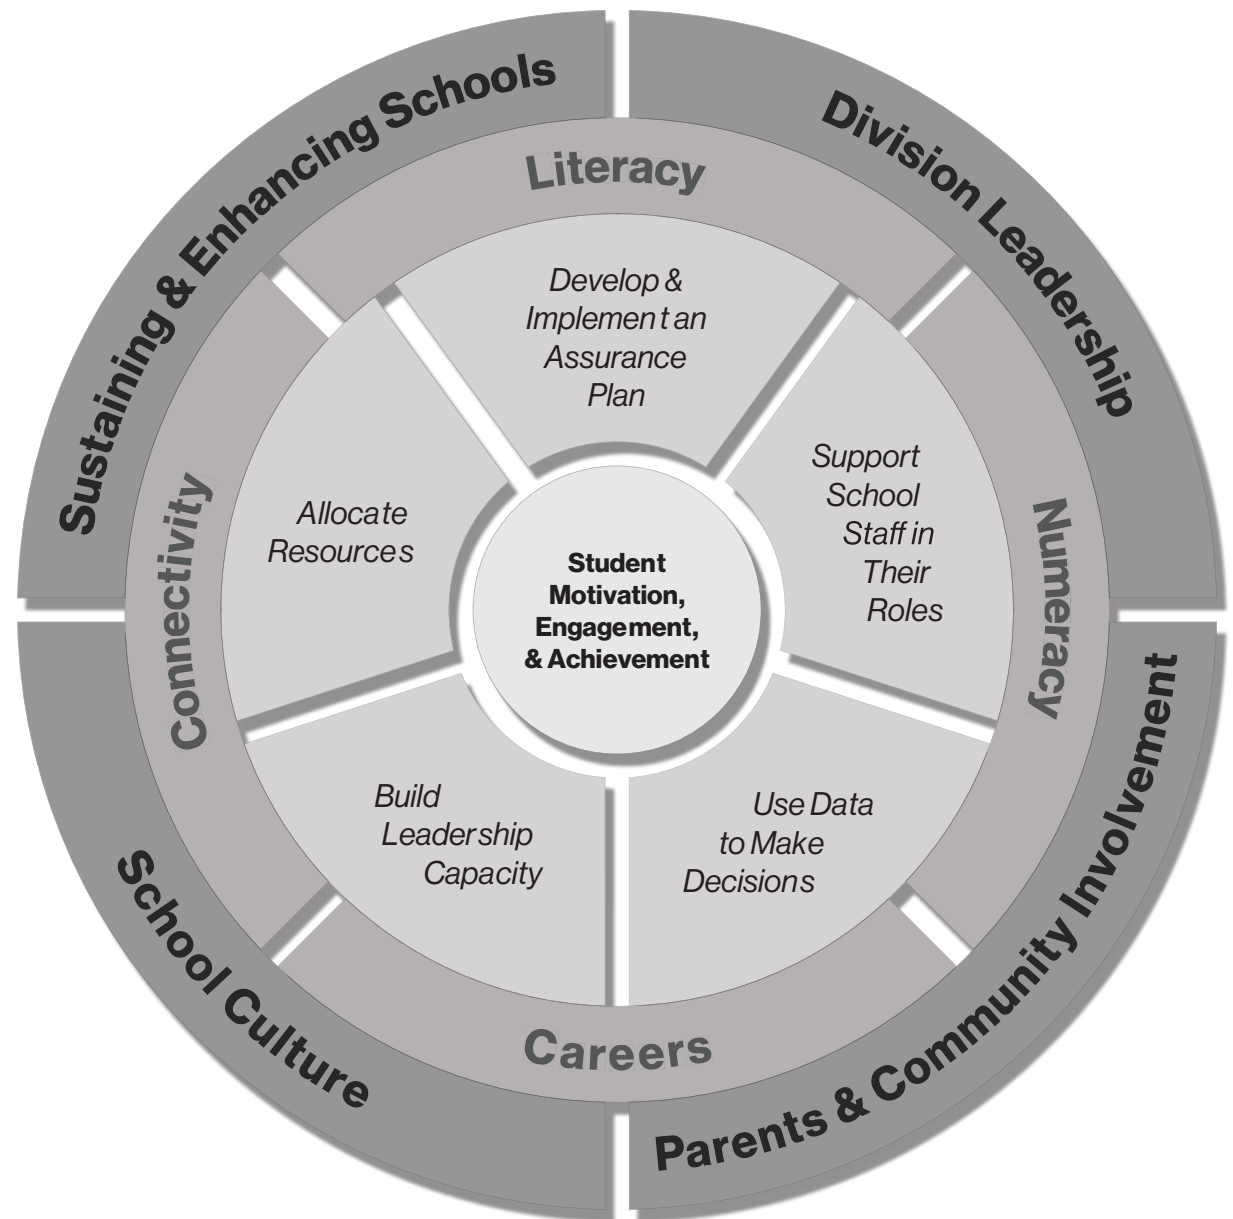 Sustaining & Enhancing Schools
Division Leadership
Literacy
Develop &
Implement an
Assurance
Plan
Support
School
Staff in
Their
Roles
Allocate
Resources
Connectivity
Numeracy
Student
Motivation,
Engagement,
& Achievement
Build
Leadership
Capacity
Use Data
to Make
Decisions
School Culture
Careers
Parents & Community Involvement